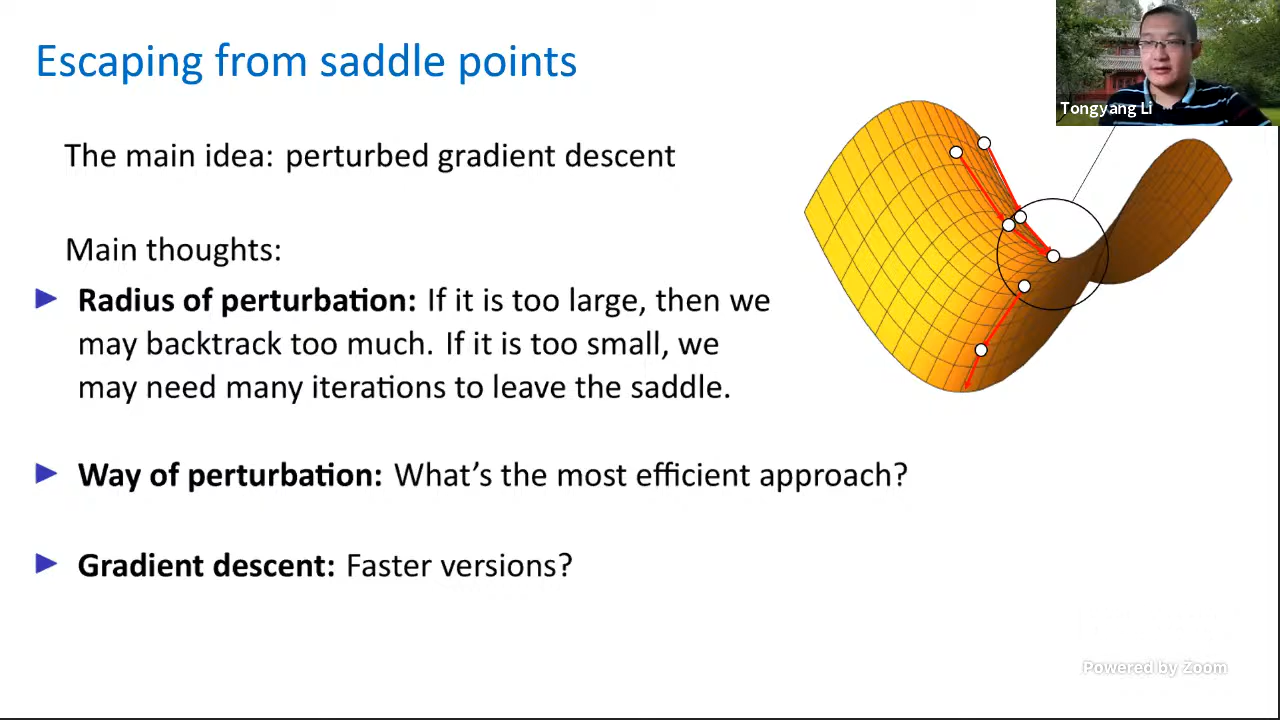 Escaping from saddle points
Tongyang Li
The main idea: perturbed gradient descent
Main thoughts:
Radius of perturbation: If it is too large, then we
may backtrack too much. If it is too small, we
may need many iterations to leave the saddle.
Way of perturbation: What's the most efficient approach?
Gradient descent: Faster versions?
Powered by Zoom